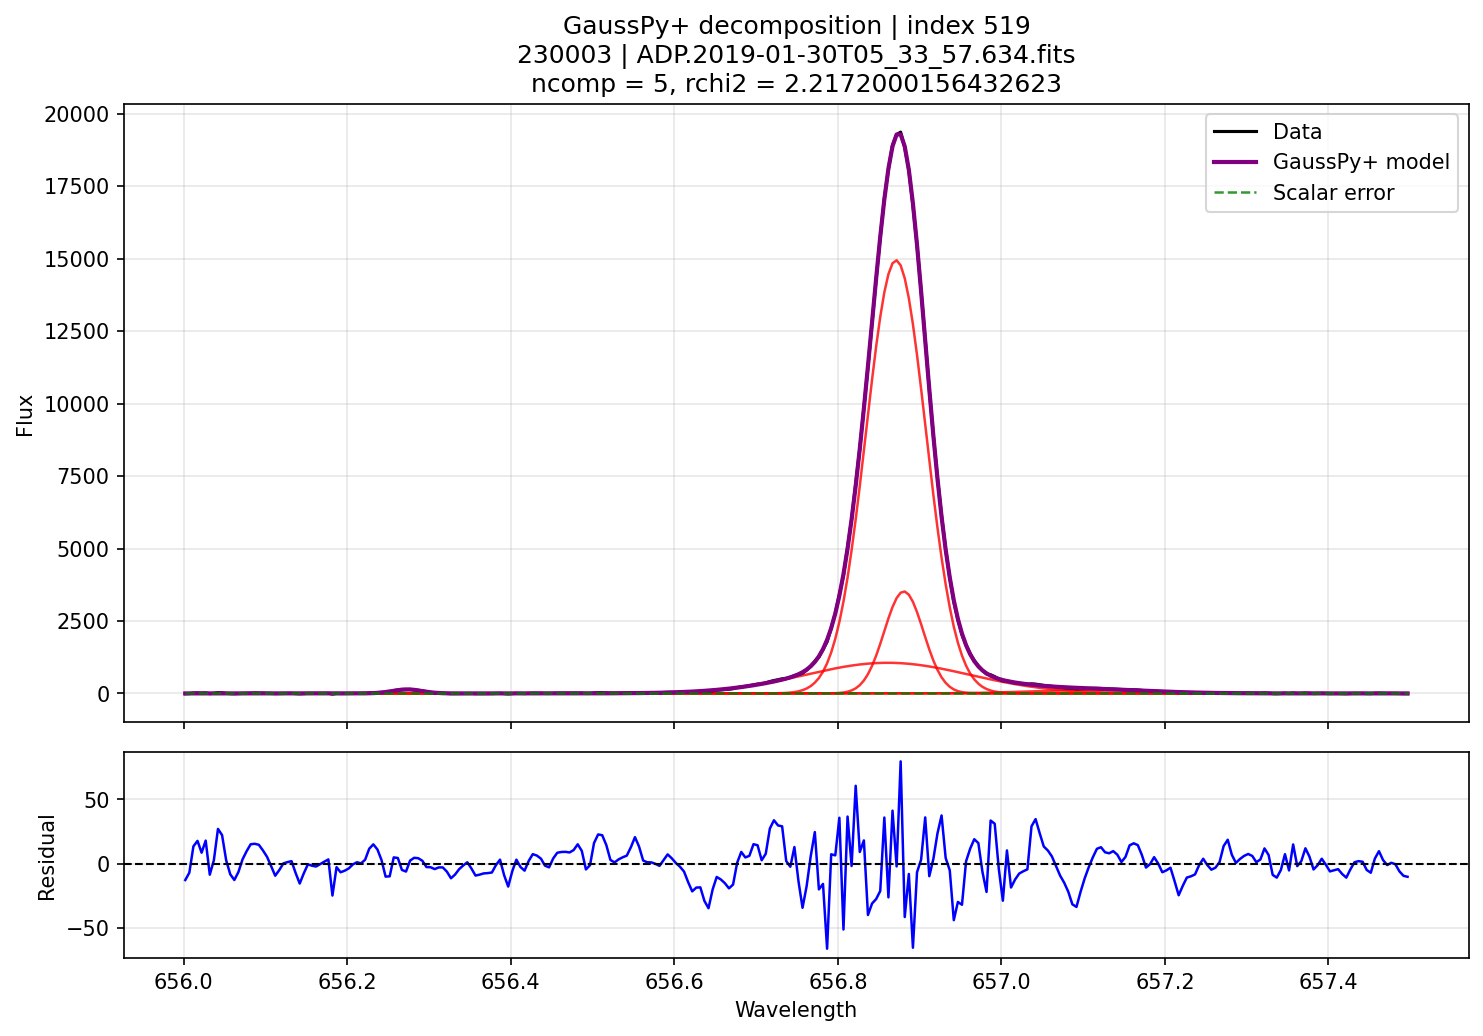 GaussPy+ decomposition | index 519
230003 | ADP.2019-01-30T05_33_57.634.fits
ncomp = 5, rchi2 = 2.2172000156432623
Data
GaussPy+ model
Scalar error
Flux
20000
17500
15000
12500
10000
7500
5000
2500
0
Residual
50
0
−50
656.0
656.2
656.4
656.6
656.8
657.0
657.2
657.4
Wavelength